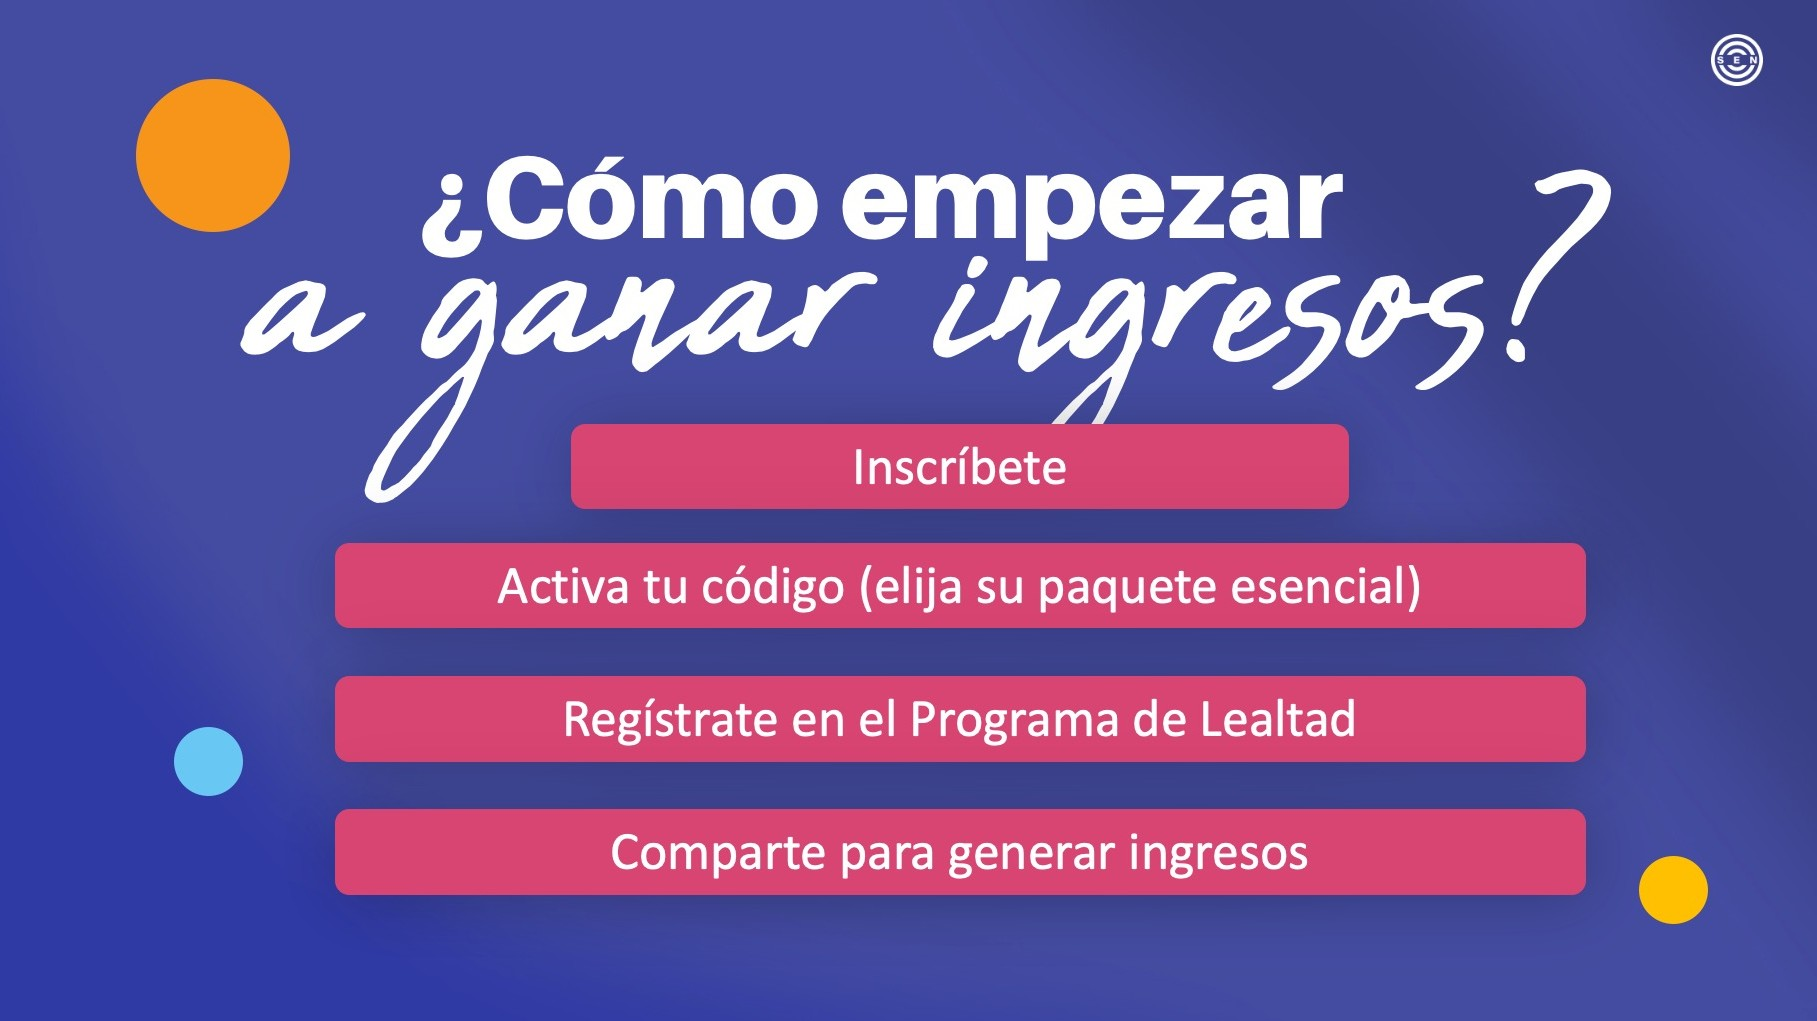 SEN
¿Cómo empezar
a ganar ingresos?
Inscríbete
Activa tu código (elija su paquete esencial)
Regístrate en el Programa de Lealtad
Comparte para generar ingresos